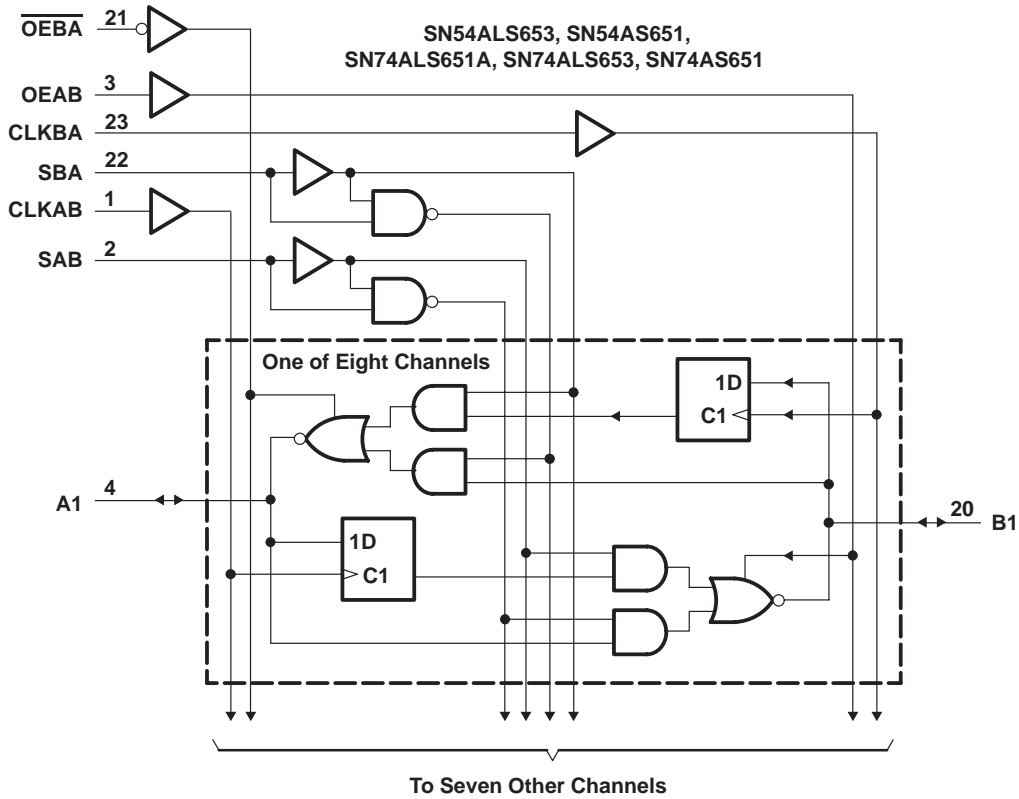 OEBA 21
SN54ALS653, SN54AS651,
SN74ALS651A, SN74ALS653, SN74AS651
OEAB 3
CLKBA 23
SBA 22
CLKAB 1
SAB 2
One of Eight Channels
1D
C1
A1 4
20 B1
1D
C1
To Seven Other Channels